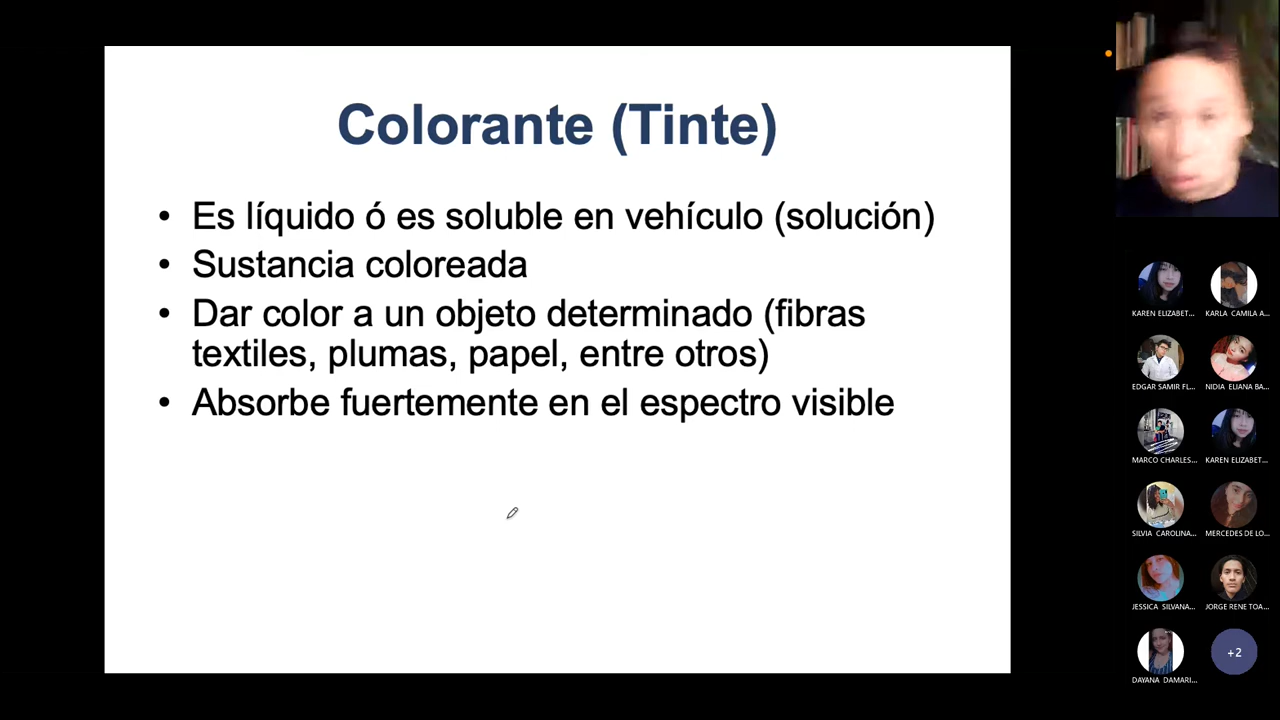 Colorante (Tinte)
• Es líquido ó es soluble en vehículo (solución)
• Sustancia coloreada
• Dar color a un objeto determinado (fibras
textiles, plumas, papel, entre otros)
• Absorbe fuertemente en el espectro visible
KAREN ELIZABET...
KARLA CAMILA A...
EDGAR SAMIR FL...
NIDIA ELIANA BA...
MARCO CHARLES...
KAREN ELIZABET...
SILVIA CAROLINA...
MERCEDES DE LO...
JESSICA SILVANA...
JORGE RENE TOA...
DAYANA DAMARI...
+2